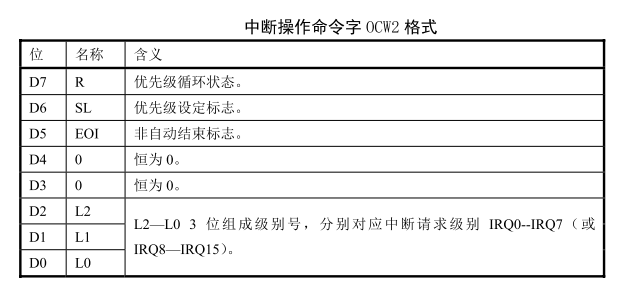 中断操作命令字 OCW2 格式
位 名称 含义
D7 R 优先级循环状态。
D6 SL 优先级设定标志。
D5 EOI 非自动结束标志。
D4 0 恒为 0。
D3 0 恒为 0。
D2 L2
L2—L0 3 位组成级别号，分别对应中断请求级别 IRQ0--IRQ7（或
D1 L1
IRQ8—IRQ15）。
D0 L0